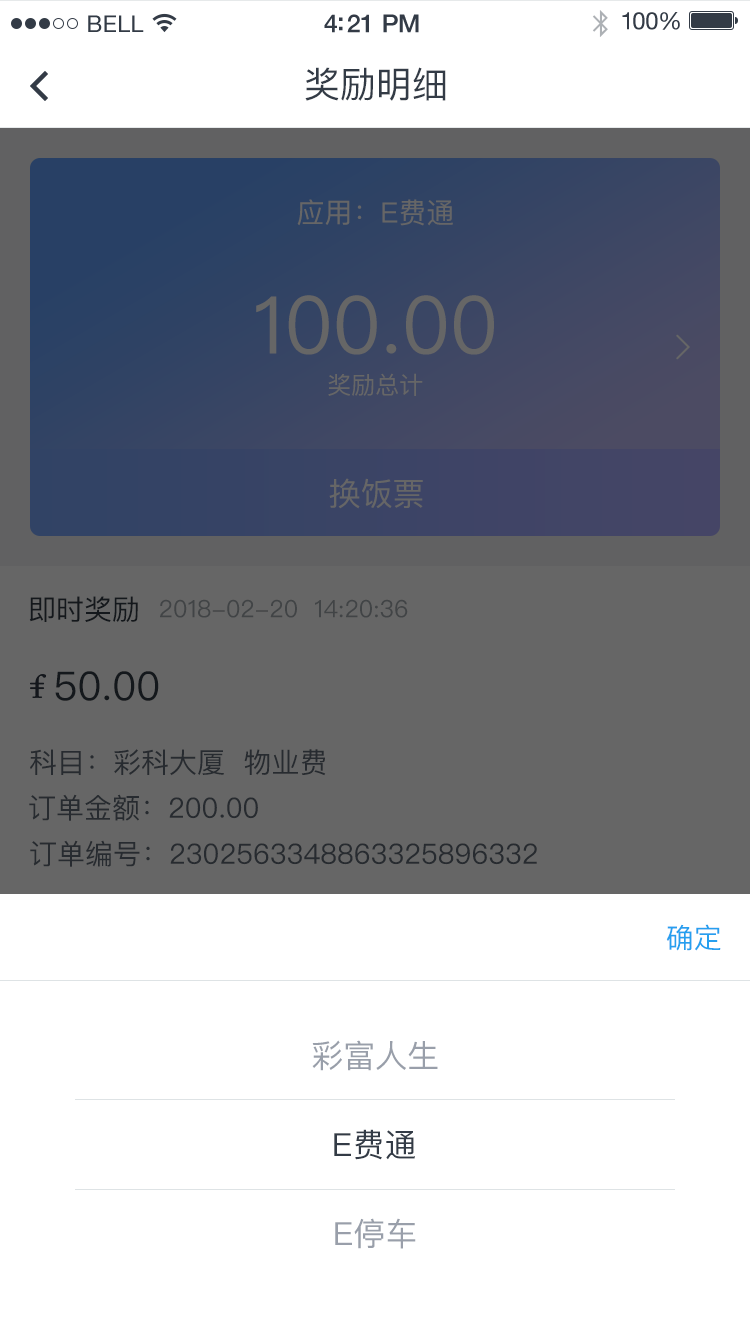 BELL 4:21 PM 100%
奖励明细
应用：E费通
100.00
奖励总计
换饭票
即时奖励 2018-02-20 14:20:36
f 50.00
科目：彩科大厦 物业费
订单金额：200.00
订单编号：2302563348863325896332
确定
彩富人生
E费通
E停车